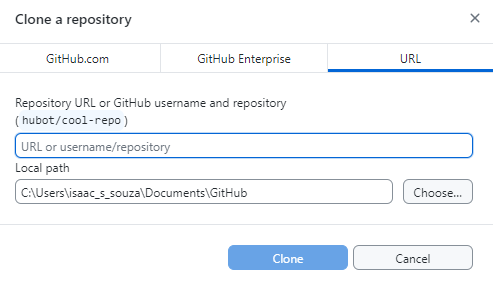 Clone a repository
GitHub.com
GitHub Enterprise
URL
Repository URL or GitHub username and repository
( hubot/cool-repo )
URL or username/repository
Local path
C:\Users\isaac_s_souza\Documents\GitHub
Choose...
Clone
Cancel